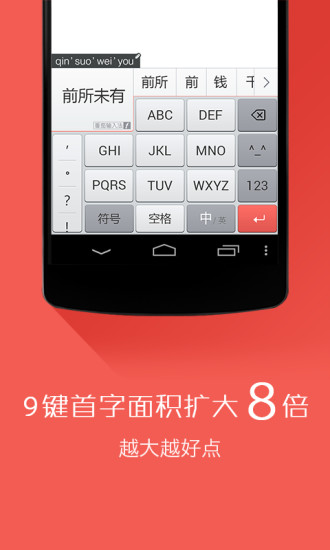 qin'suo'wei'you
前所未有
前所 前 钱
ABC DEF
' GHI JKL MNO ^_^
° PQRS TUV WXYZ 123
?
! 符号 空格 中 英
9键首字面积扩大8倍
越大越好点